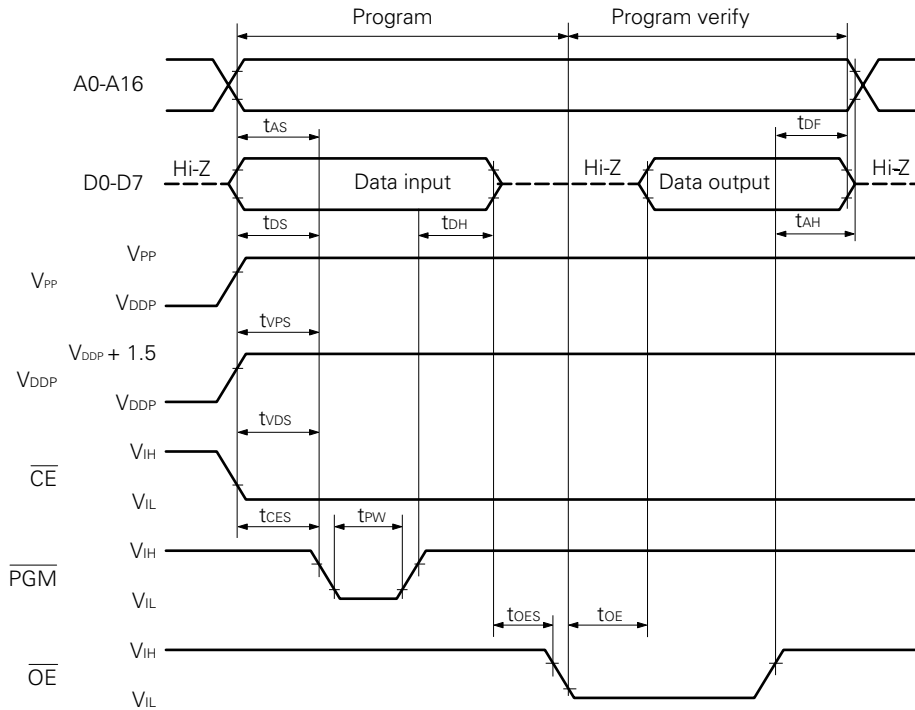 Program Program verify
A0-A16
tAS tDF
Hi-Z Hi-Z Hi-Z
D0-D7 Data input Data output
tDS tDH tAH
VPP
VPP
VDDP
tVPS
VDDP + 1.5
VDDP
VDDP
tVDS
VIH
CE
VIL
tCES tPW
VIH
PGM
VIL
tOES tOE
VIH
OE
VIL